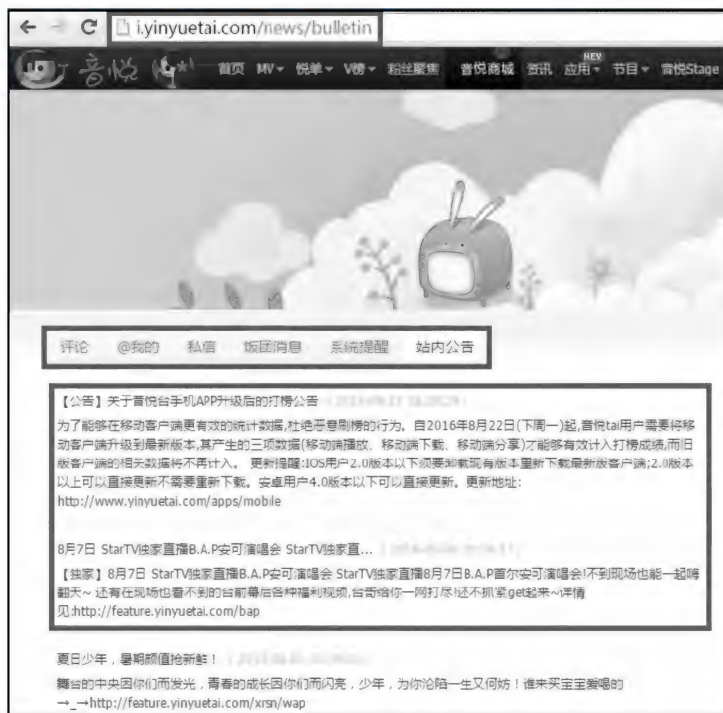 i.yinyuetai.com/news/bulletin
音悦
首页 MV 悦单 V榜 粉丝聚焦 音悦商城 资讯 应用 NEW 节目 音悦Stage
评论 @我的 私信 饭团消息 系统提醒 站内公告
【公告】关于音悦台手机APP升级后的打榜公告
为了能够在移动客户端更有效的统计数据,杜绝恶意刷榜的行为。自2016年8月22日(下周一)起,音悦tai用户需要将移
动客户端升级到最新版本,其产生的三项数据(移动端播放、移动端下载、移动端分享)才能够有效计入打榜成绩,而旧
版客户端的相关数据将不再计入。 更新提醒:IOS用户2.0版本以下须要卸载现有版本重新下载最新版客户端;2.0版本
以上可以直接更新不需要重新下载。安卓用户4.0版本以下可以直接更新。更新地址:
http://www.yinyuetai.com/apps/mobile
8月7日 StarTV独家直播B.A.P安可演唱会 StarTV独家直...
【独家】8月7日 StarTV独家直播B.A.P安可演唱会 StarTV独家直播8月7日B.A.P首尔安可演唱会!不到现场也能一起嗨
翻天~ 还有在现场也看不到的台前幕后各种福利视频,台哥给你一网打尽!还不抓紧get起来~详情
见:http://feature.yinyuetai.com/bap
夏日少年，暑期颜值抢新鲜！
舞台的中央因你们而发光，青春的成长因你们而闪亮，少年，为你沦陷一生又何妨！谁来买宝宝爱喝的
→_→http://feature.yinyuetai.com/xrsn/wap